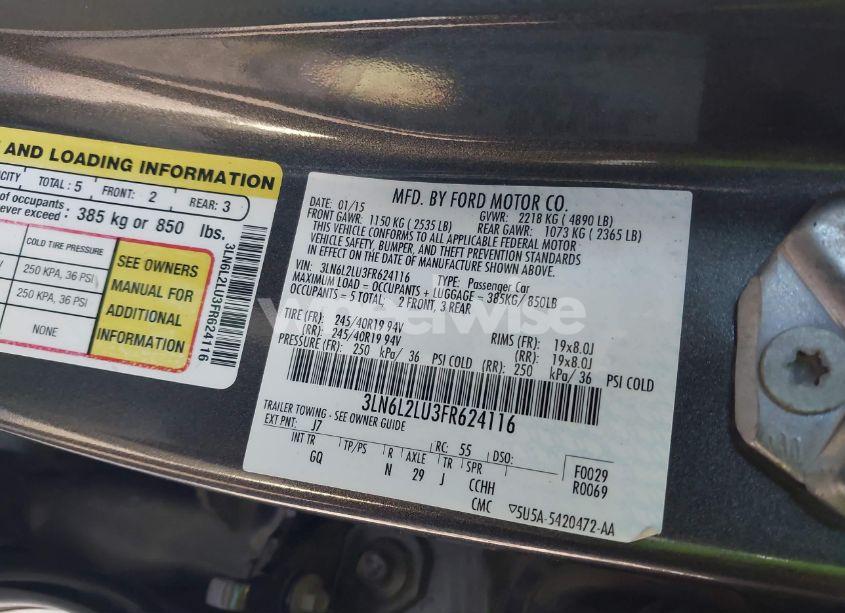 AND LOADING INFORMATION
CITY TOTAL : 5 FRONT: 2 REAR: 3
of occupants
ever exceed : 385 kg or 850 lbs.
COLD TIRE PRESSURE
250 KPA, 36 PSI
250 KPA, 36 PSI
NONE
SEE OWNERS
MANUAL FOR
ADDITIONAL
INFORMATION
3LN6L2LU3FR624116
MFD. BY FORD MOTOR CO.
DATE: 01/15 GVWR: 2218 KG ( 4890 LB)
FRONT GAWR: 1150 KG ( 2535 LB) REAR GAWR: 1073 KG ( 2365 LB)
THIS VEHICLE CONFORMS TO ALL APPLICABLE FEDERAL MOTOR
VEHICLE SAFETY, BUMPER, AND THEFT PREVENTION STANDARDS
IN EFFECT ON THE DATE OF MANUFACTURE SHOWN ABOVE.
VIN: 3LN6L2LU3FR624116 TYPE: Passenger Car
MAXIMUM LOAD = OCCUPANTS + LUGGAGE = 385KG/ 850LB
OCCUPANTS = 5 TOTAL : 2 FRONT, 3 REAR
wheelwise
TIRE (FR): 245/40R19 94V RIMS (FR): 19x8.0J
(RR): 245/40R19 94V (RR): 19x8.0J
PRESSURE (FR): 250 kPa/ 36 PSI COLD (RR): 250 kPa/ 36 PSI COLD
3LN6L2LU3FR624116
TRAILER TOWING - SEE OWNER GUIDE
EXT PNT: J7 RC: 55 DSO:
INT TR TP/PS R AXLE TR SPR
GQ N 29 J CCHH
CMC
F0029
R0069
5U5A-5420472-AA